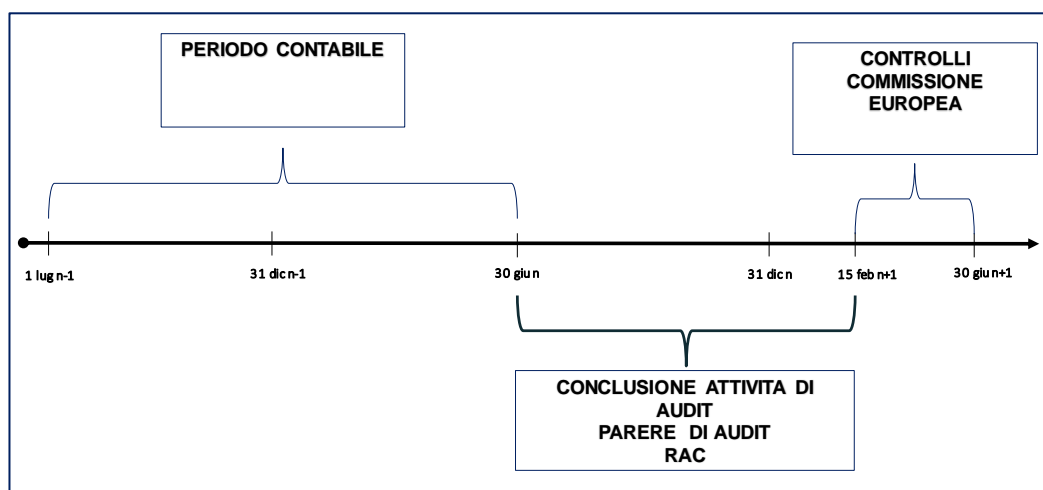 PERIODO CONTABILE
CONTROLLI
COMMISSIONE
EUROPEA
1 lug n-1
31 dic n-1
30 giu n
31 dic n
15 feb n+1
30 giu n+1
CONCLUSIONE ATTIVITA DI
AUDIT
PARERE DI AUDIT
RAC